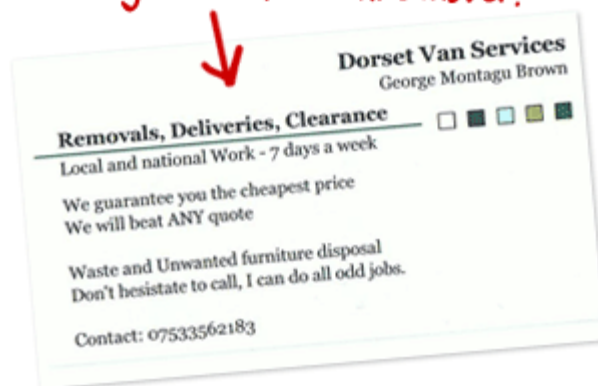 Dorset Van Services
George Montagu Brown
Removals, Deliveries, Clearance
Local and national Work - 7 days a week
We guarantee you the cheapest price
We will beat ANY quote
Waste and Unwanted furniture disposal
Don't hesistate to call, I can do all odd jobs.
Contact: 07533562183